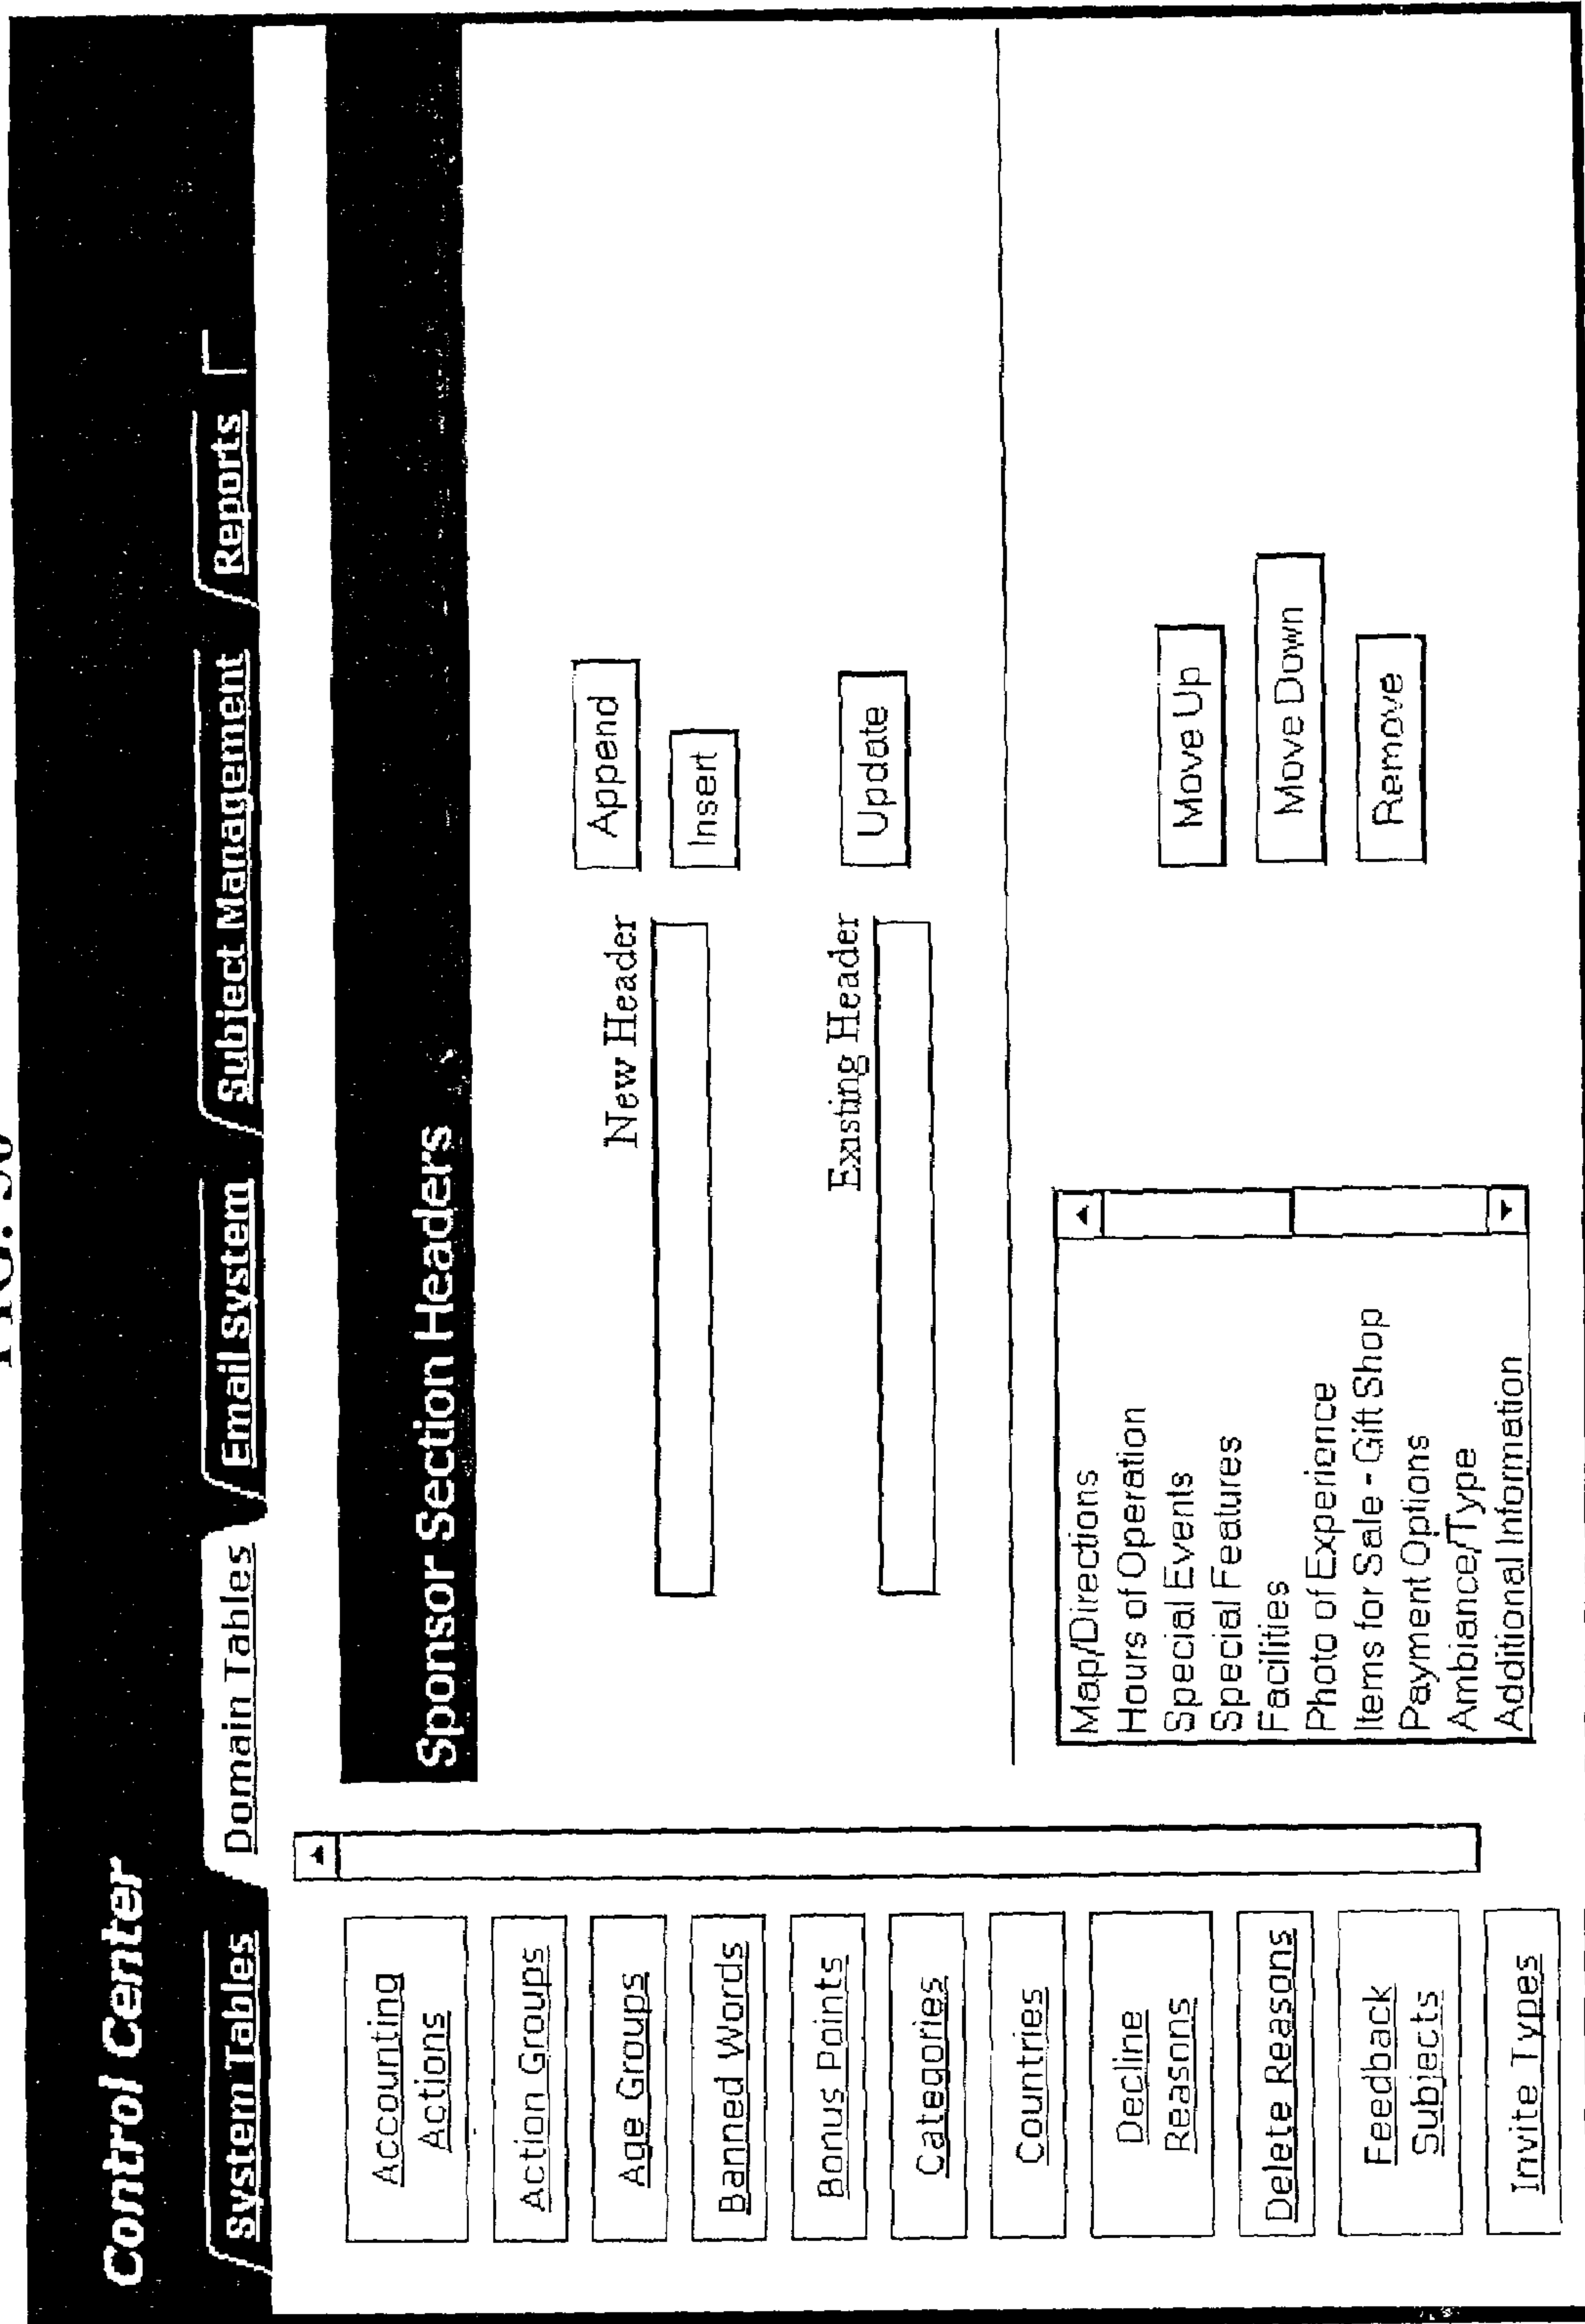 Control Center
System Tables
Domain Tables
Email System
Subject Management
Reports
Accounting
Actions
Action Groups
Age Groups
Banned Words
Bonus Points
Categories
Countries
Decline
Reasons
Delete Reasons
Feedback
Subjects
Invite Types
Sponsor Section Headers
New Header
Append
Insert
Existing Header
Update
Map/Directions
Hours of Operation
Special Events
Special Features
Facilities
Photo of Experience
Items for Sale - Gift Shop
Payment Options
Ambiance/Type
Additional Information
Move Up
Move Down
Remove